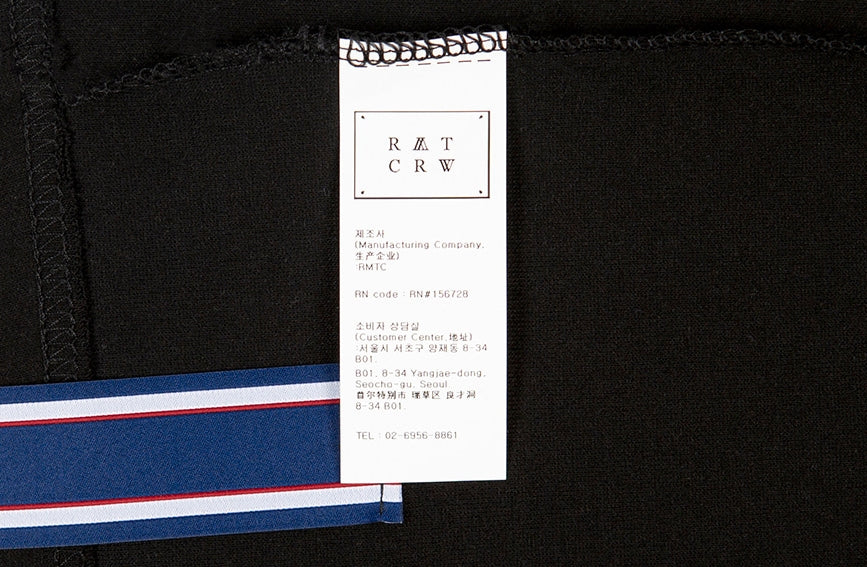 RMT
CRW
제조사
(Manufacturing Company,
生产企业)
:RMTC
RN code : RN#156728
소비자 상담실
(Customer Center,地址)
:서울시 서초구 양재동 8-34
B01.
B01, 8-34 Yangjae-dong,
Seocho-gu, Seoul
首尔特别市 瑞草区 良才洞
8-34 B01.
TEL : 02-6956-8861